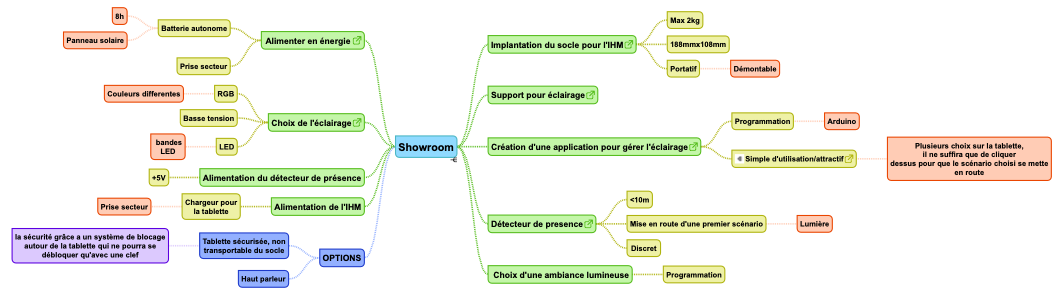 Showroom
Alimenter en énergie
Batterie autonome
8h
Panneau solaire
Prise secteur
Choix de l'éclairage
RGB
Couleurs differentes
Basse tension
LED
bandes
LED
Alimentation du détecteur de présence
+5V
Alimentation de l'IHM
Chargeur pour
la tablette
Prise secteur
OPTIONS
Tablette sécurisée, non
transportable du socle
la sécurité grâce a un système de blocage
autour de la tablette qui ne pourra se
débloquer qu'avec une clef
Haut parleur
Implantation du socle pour l'IHM
Max 2kg
188mmx108mm
Portatif
Démontable
Support pour éclairage
Création d'une application pour gérer l'éclairage
Programmation
Arduino
Simple d'utilisation/attractif
Plusieurs choix sur la tablette,
il ne suffira que de cliquer
dessus pour que le scénario choisi se mette
en route
Détecteur de presence
<10m
Mise en route d'une premier scénario
Lumière
Discret
Choix d'une ambiance lumineuse
Programmation